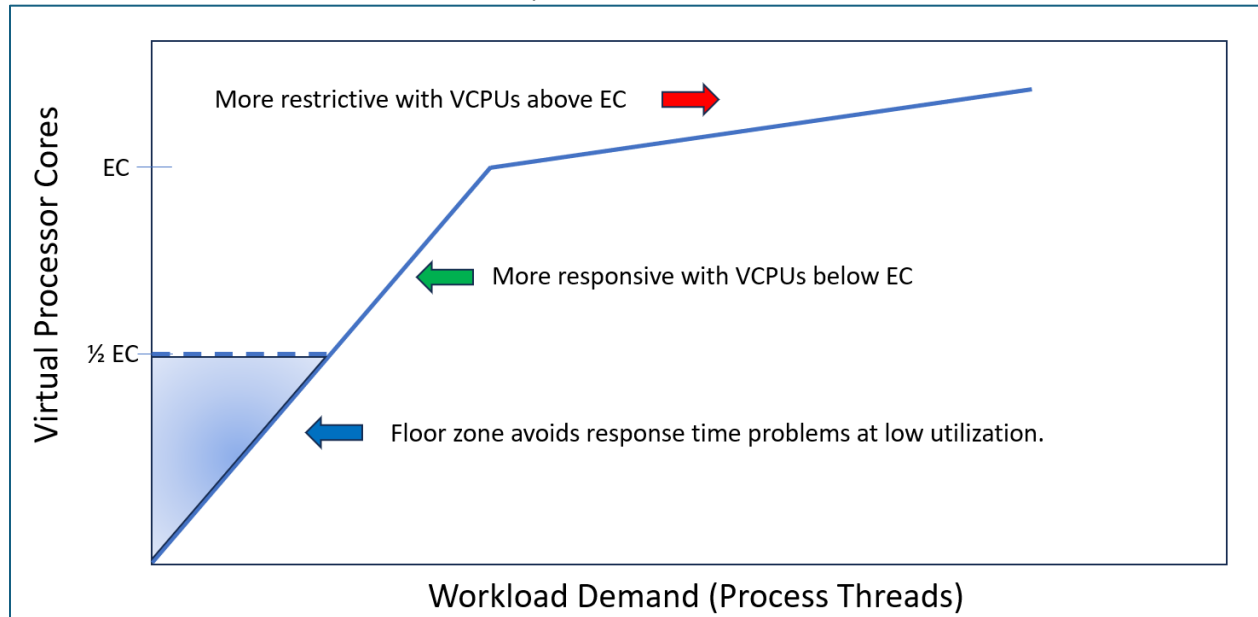 More restrictive with VCPUs above EC
EC
More responsive with VCPUs below EC
½ EC
Floor zone avoids response time problems at low utilization.
Virtual Processor Cores
Workload Demand (Process Threads)